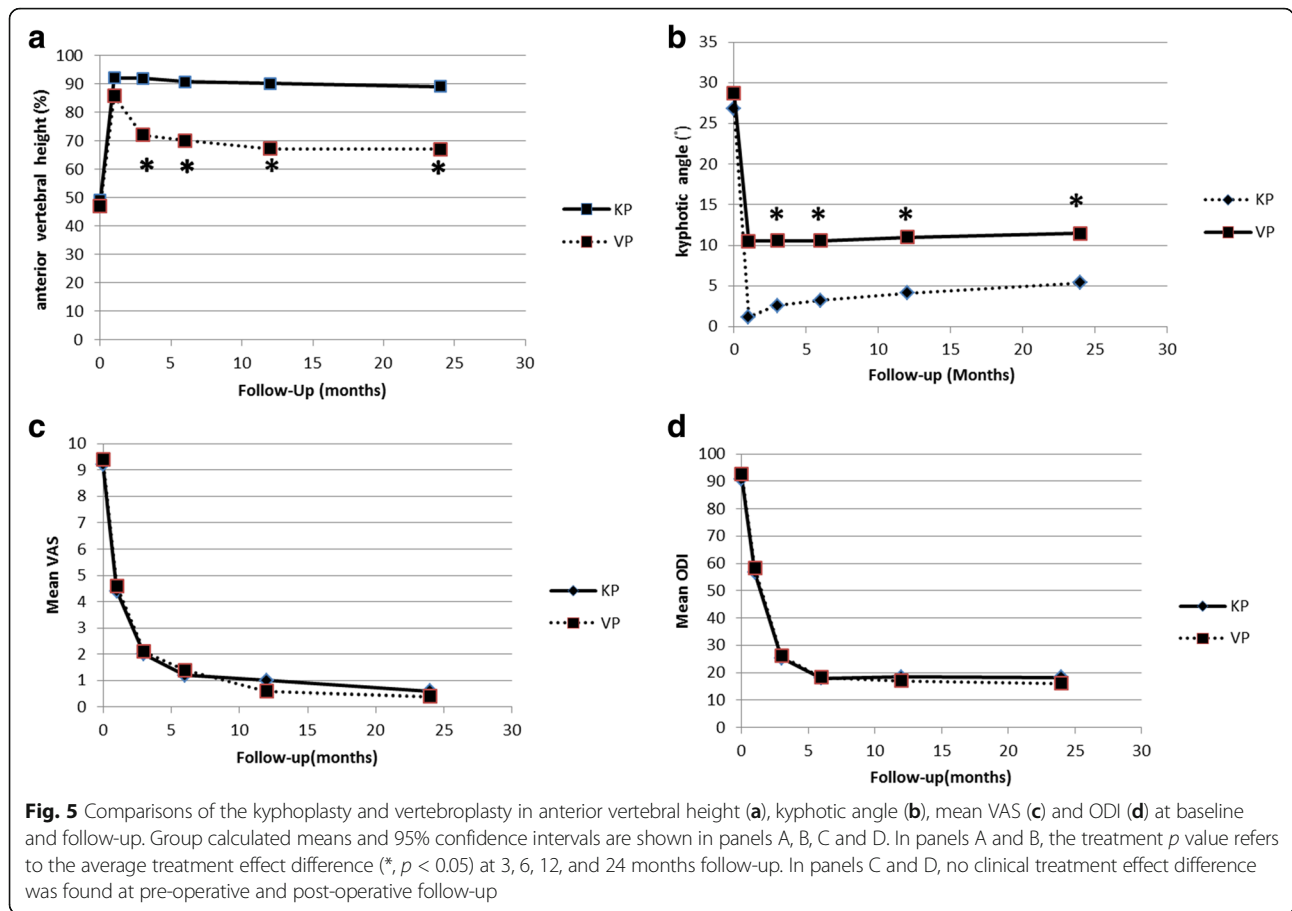 a
100
90
80
70
60
50
40
30
20
10
0
anterior vertebral height (%)
* * * *
0 5 10 15 20 25 30
Follow-Up (months)
KP
VP
b
35
30
25
20
15
10
5
0
kyphotic angle (°)
* * * *
0 5 10 15 20 25 30
Follow-up (Months)
KP
VP
c
10
9
8
7
6
5
4
3
2
1
0
Mean VAS
0 5 10 15 20 25 30
Follow-up(months)
KP
VP
d
100
90
80
70
60
50
40
30
20
10
0
Mean ODI
0 5 10 15 20 25 30
Follow-up(months)
KP
VP
Fig. 5 Comparisons of the kyphoplasty and vertebroplasty in anterior vertebral height (a), kyphotic angle (b), mean VAS (c) and ODI (d) at baseline
and follow-up. Group calculated means and 95% confidence intervals are shown in panels A, B, C and D. In panels A and B, the treatment p value refers
to the average treatment effect difference (*, p < 0.05) at 3, 6, 12, and 24 months follow-up. In panels C and D, no clinical treatment effect difference
was found at pre-operative and post-operative follow-up